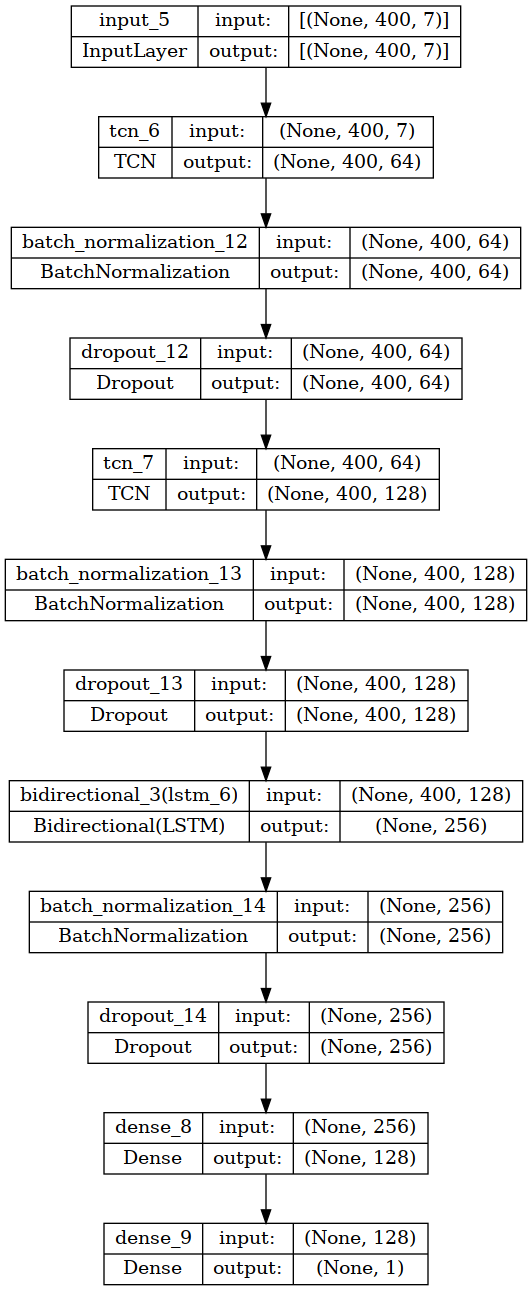 input_5 input: [(None, 400, 7)]
InputLayer output: [(None, 400, 7)]
tcn_6 input: (None, 400, 7)
TCN output: (None, 400, 64)
batch_normalization_12 input: (None, 400, 64)
BatchNormalization output: (None, 400, 64)
dropout_12 input: (None, 400, 64)
Dropout output: (None, 400, 64)
tcn_7 input: (None, 400, 64)
TCN output: (None, 400, 128)
batch_normalization_13 input: (None, 400, 128)
BatchNormalization output: (None, 400, 128)
dropout_13 input: (None, 400, 128)
Dropout output: (None, 400, 128)
bidirectional_3(lstm_6) input: (None, 400, 128)
Bidirectional(LSTM) output: (None, 256)
batch_normalization_14 input: (None, 256)
BatchNormalization output: (None, 256)
dropout_14 input: (None, 256)
Dropout output: (None, 256)
dense_8 input: (None, 256)
Dense output: (None, 128)
dense_9 input: (None, 128)
Dense output: (None, 1)